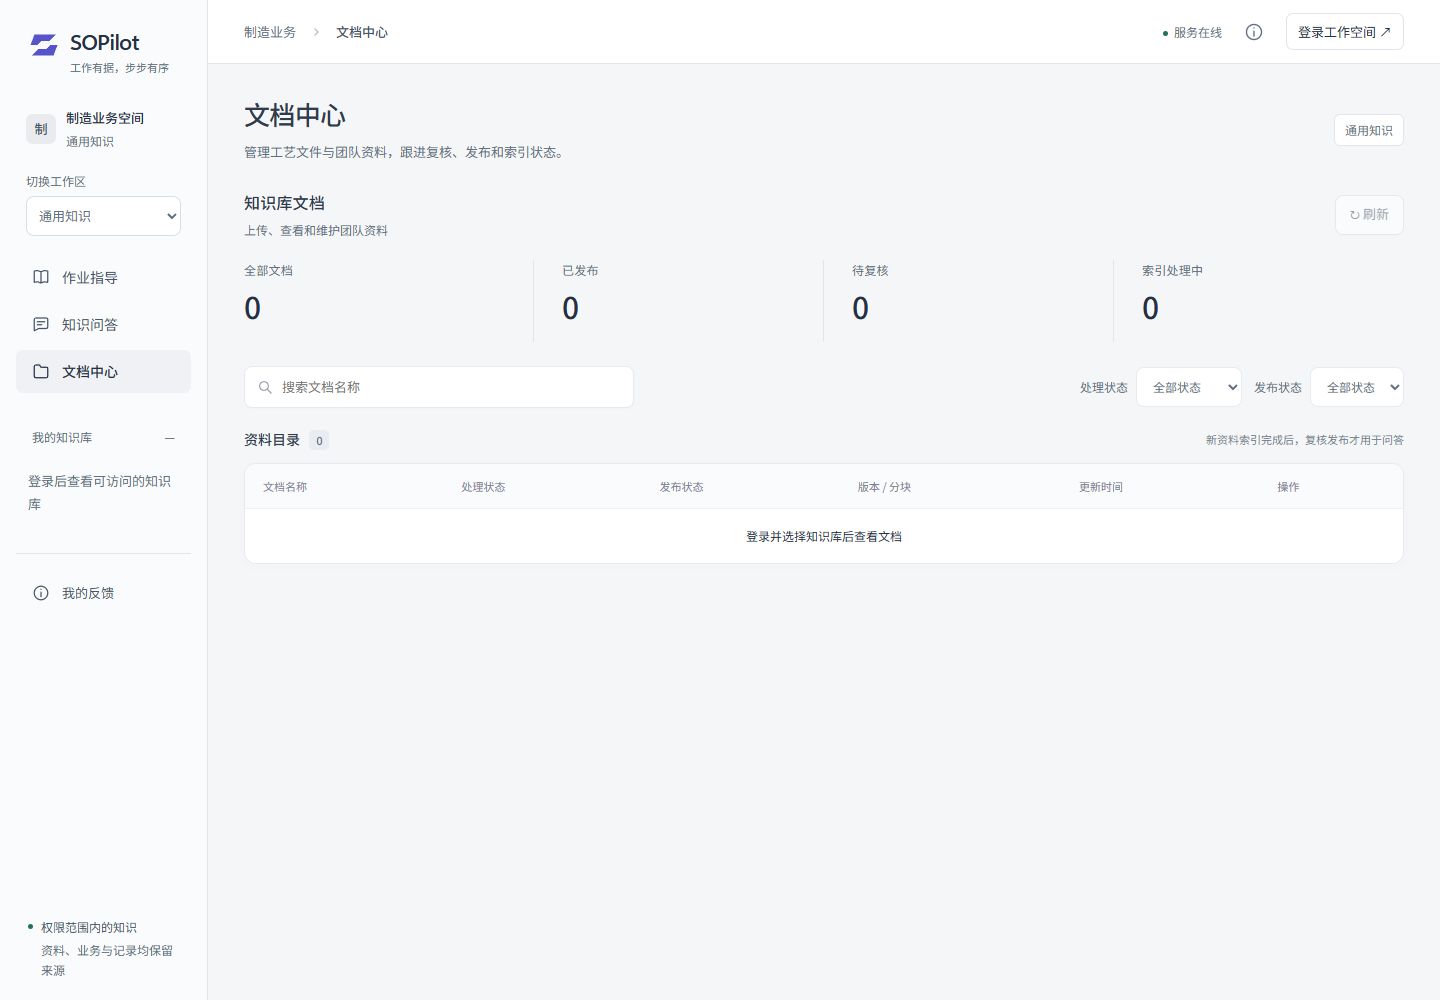 SOPilot
工作有据，步步有序
制
制造业务空间
通用知识
切换工作区
通用知识
作业指导
知识问答
文档中心
我的知识库
登录后查看可访问的知识
库
我的反馈
权限范围内的知识
资料、业务与记录均保留
来源
制造业务 > 文档中心
服务在线
登录工作空间 ↗
文档中心
管理工艺文件与团队资料，跟进复核、发布和索引状态。
通用知识
知识库文档
上传、查看和维护团队资料
↻ 刷新
全部文档 已发布 待复核 索引处理中
0 0 0 0
搜索文档名称
处理状态 全部状态 发布状态 全部状态
资料目录 0
新资料索引完成后，复核发布才用于问答
文档名称 处理状态 发布状态 版本 / 分块 更新时间 操作
登录并选择知识库后查看文档